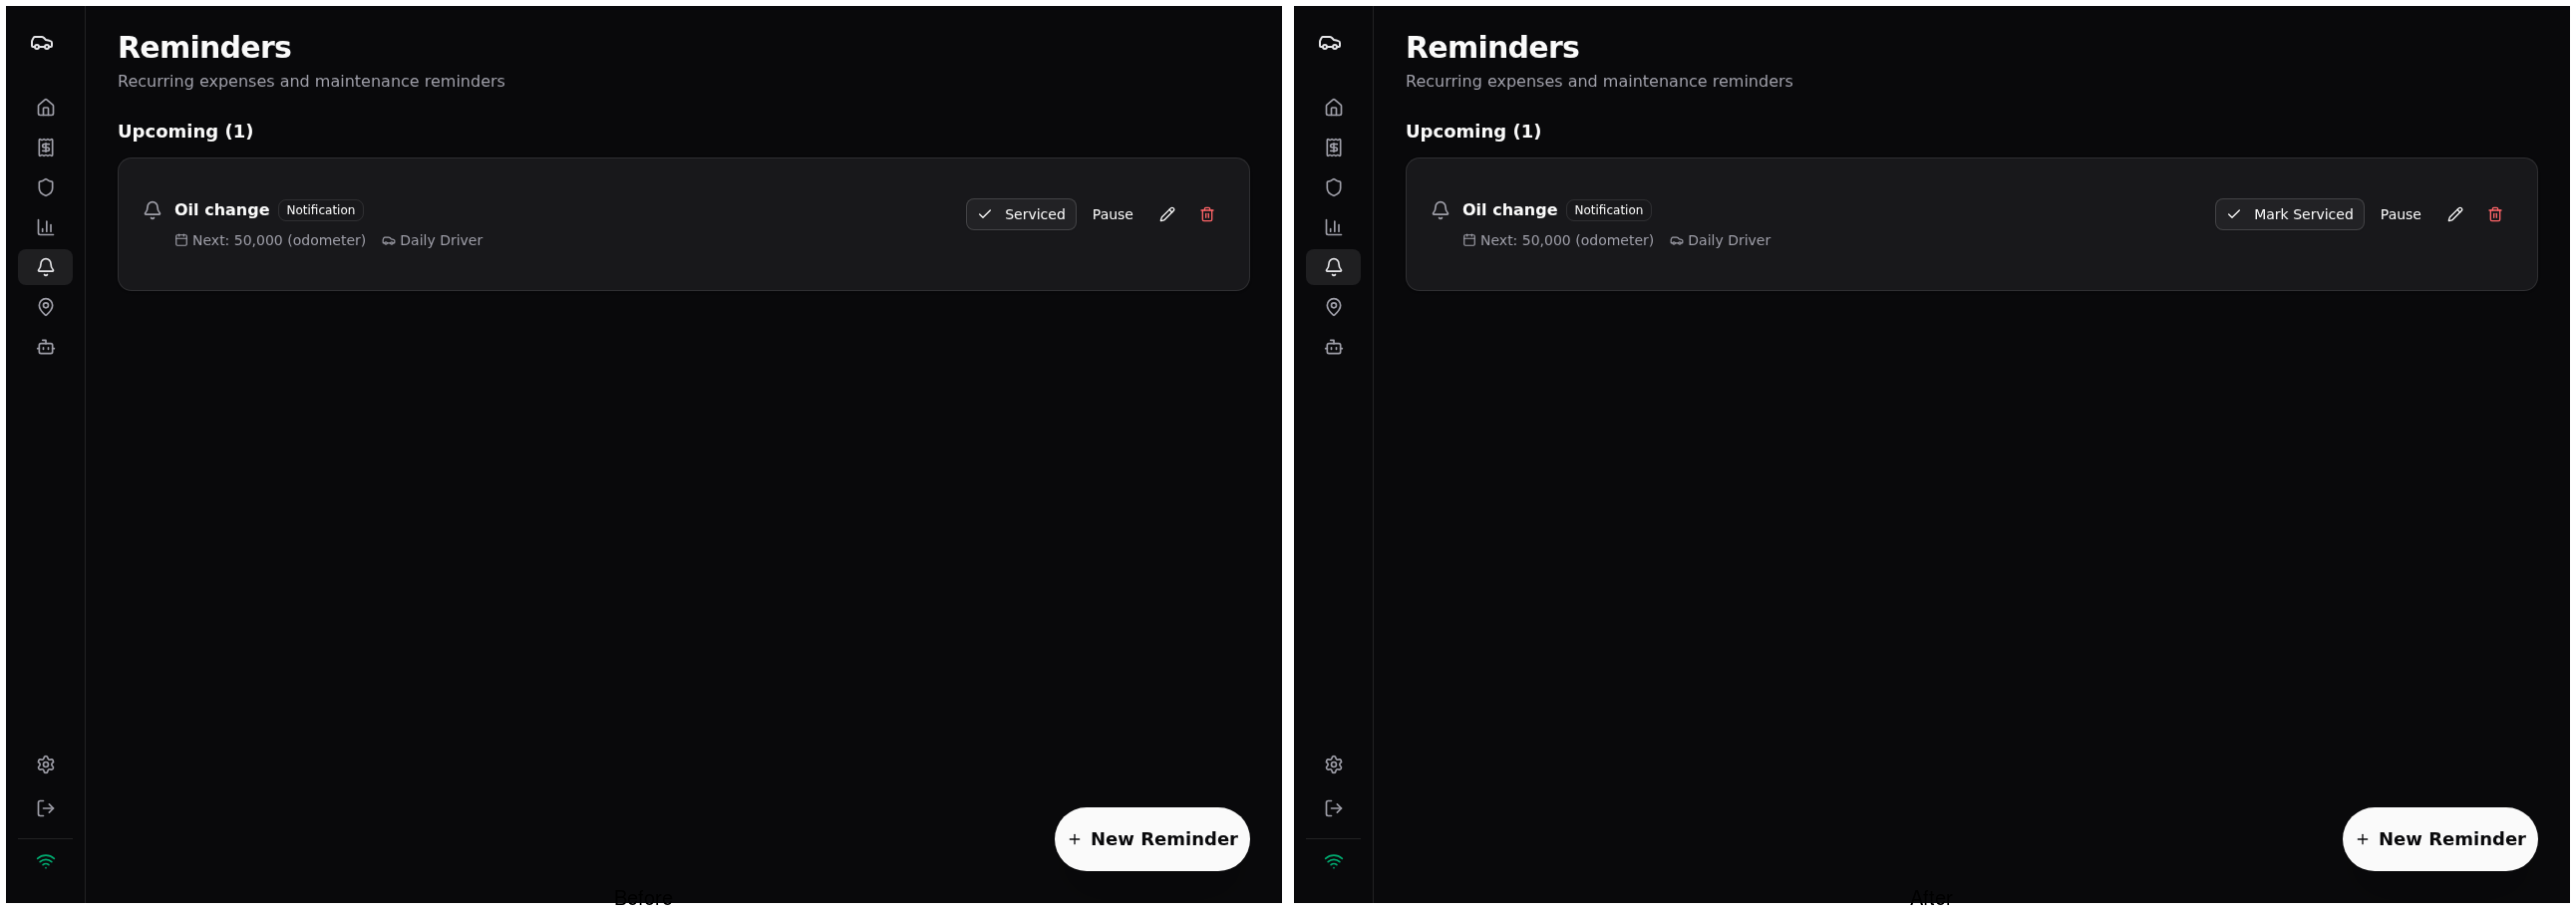 Reminders
Recurring expenses and maintenance reminders
Upcoming (1)
Oil change Notification
Serviced Pause
Next: 50,000 (odometer) Daily Driver
+ New Reminder
Before
Reminders
Recurring expenses and maintenance reminders
Upcoming (1)
Oil change Notification
Mark Serviced Pause
Next: 50,000 (odometer) Daily Driver
+ New Reminder
After